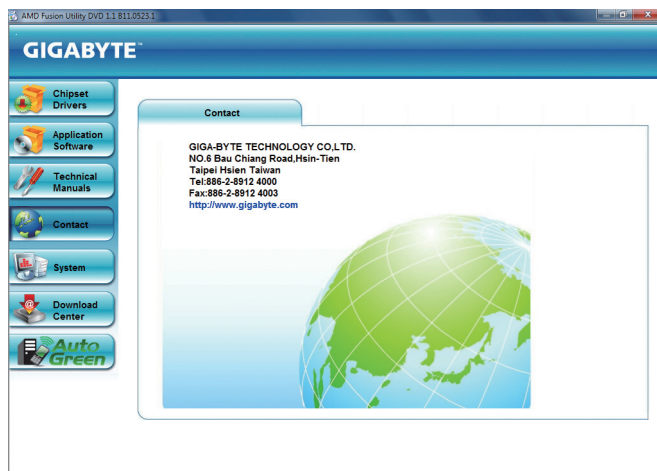 AMD Fusion Utility DVD 1.1 B11.0523.1
GIGABYTE™
Chipset
Drivers
Application
Software
Technical
Manuals
Contact
System
Download
Center
Auto
Green
Contact
GIGA-BYTE TECHNOLOGY CO,LTD.
NO.6 Bau Chiang Road,Hsin-Tien
Taipei Hsien Taiwan
Tel:886-2-8912 4000
Fax:886-2-8912 4003
http://www.gigabyte.com